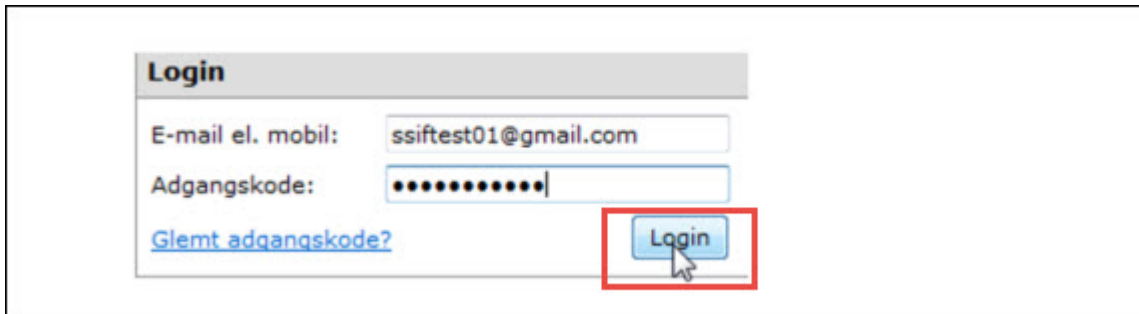 Login
E-mail el. mobil: ssiftest01@gmail.com
Adgangskode: •••••••••••
Glemt adgangskode? Login